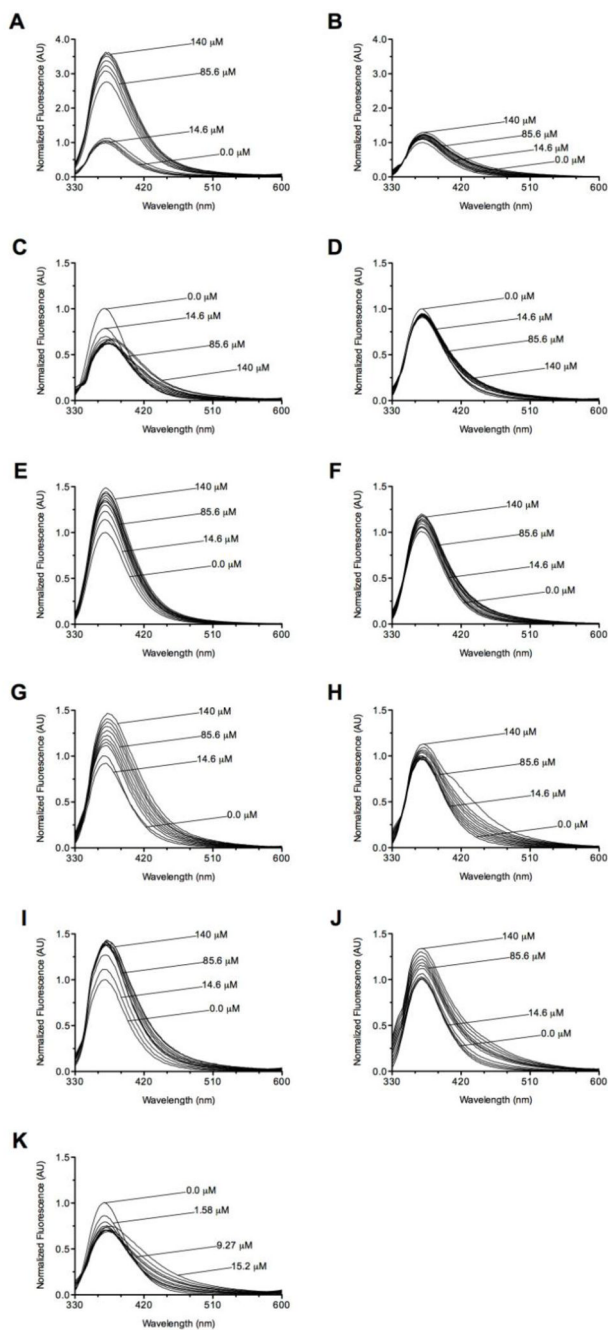 A
B
Normalized Fluorescence (AU)
4.0
3.0
2.0
1.0
0.0
140 μM
85.6 μM
14.6 μM
0.0 μM
330 420 510 600
Wavelength (nm)
Normalized Fluorescence (AU)
4.0
3.0
2.0
1.0
0.0
140 μM
85.6 μM
14.6 μM
0.0 μM
330 420 510 600
Wavelength (nm)
C
D
Normalized Fluorescence (AU)
1.5
1.0
0.5
0.0
0.0 μM
14.6 μM
85.6 μM
140 μM
330 420 510 600
Wavelength (nm)
Normalized Fluorescence (AU)
1.5
1.0
0.5
0.0
0.0 μM
14.6 μM
85.6 μM
140 μM
330 420 510 600
Wavelength (nm)
E
F
Normalized Fluorescence (AU)
1.5
1.0
0.5
0.0
140 μM
85.6 μM
14.6 μM
0.0 μM
330 420 510 600
Wavelength (nm)
Normalized Fluorescence (AU)
1.5
1.0
0.5
0.0
140 μM
85.6 μM
14.6 μM
0.0 μM
330 420 510 600
Wavelength (nm)
G
H
Normalized Fluorescence (AU)
1.5
1.0
0.5
0.0
140 μM
85.6 μM
14.6 μM
0.0 μM
330 420 510 600
Wavelength (nm)
Normalized Fluorescence (AU)
1.5
1.0
0.5
0.0
140 μM
85.6 μM
14.6 μM
0.0 μM
330 420 510 600
Wavelength (nm)
I
J
Normalized Fluorescence (AU)
1.5
1.0
0.5
0.0
140 μM
85.6 μM
14.6 μM
0.0 μM
330 420 510 600
Wavelength (nm)
Normalized Fluorescence (AU)
1.5
1.0
0.5
0.0
140 μM
85.6 μM
14.6 μM
0.0 μM
330 420 510 600
Wavelength (nm)
K
Normalized Fluorescence (AU)
1.5
1.0
0.5
0.0
0.0 μM
1.58 μM
9.27 μM
15.2 μM
330 420 510 600
Wavelength (nm)